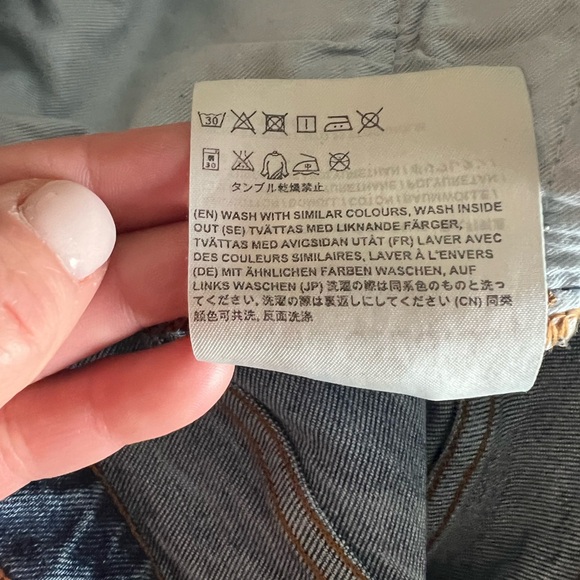 30
弱
30
中
タンブル乾燥禁止
(EN) WASH WITH SIMILAR COLOURS, WASH INSIDE
OUT (SE) TVÄTTAS MED LIKNANDE FÄRGER,
TVÄTTAS MED AVIGSIDAN UTÅT (FR) LAVER AVEC
DES COULEURS SIMILAIRES, LAVER À L'ENVERS
(DE) MIT ÄHNLICHEN FARBEN WASCHEN, AUF
LINKS WASCHEN (JP) 洗濯の際は同系色のものと洗っ
てください, 洗濯の際は裏返しにしてください (CN) 同类
颜色可共洗, 反面洗涤